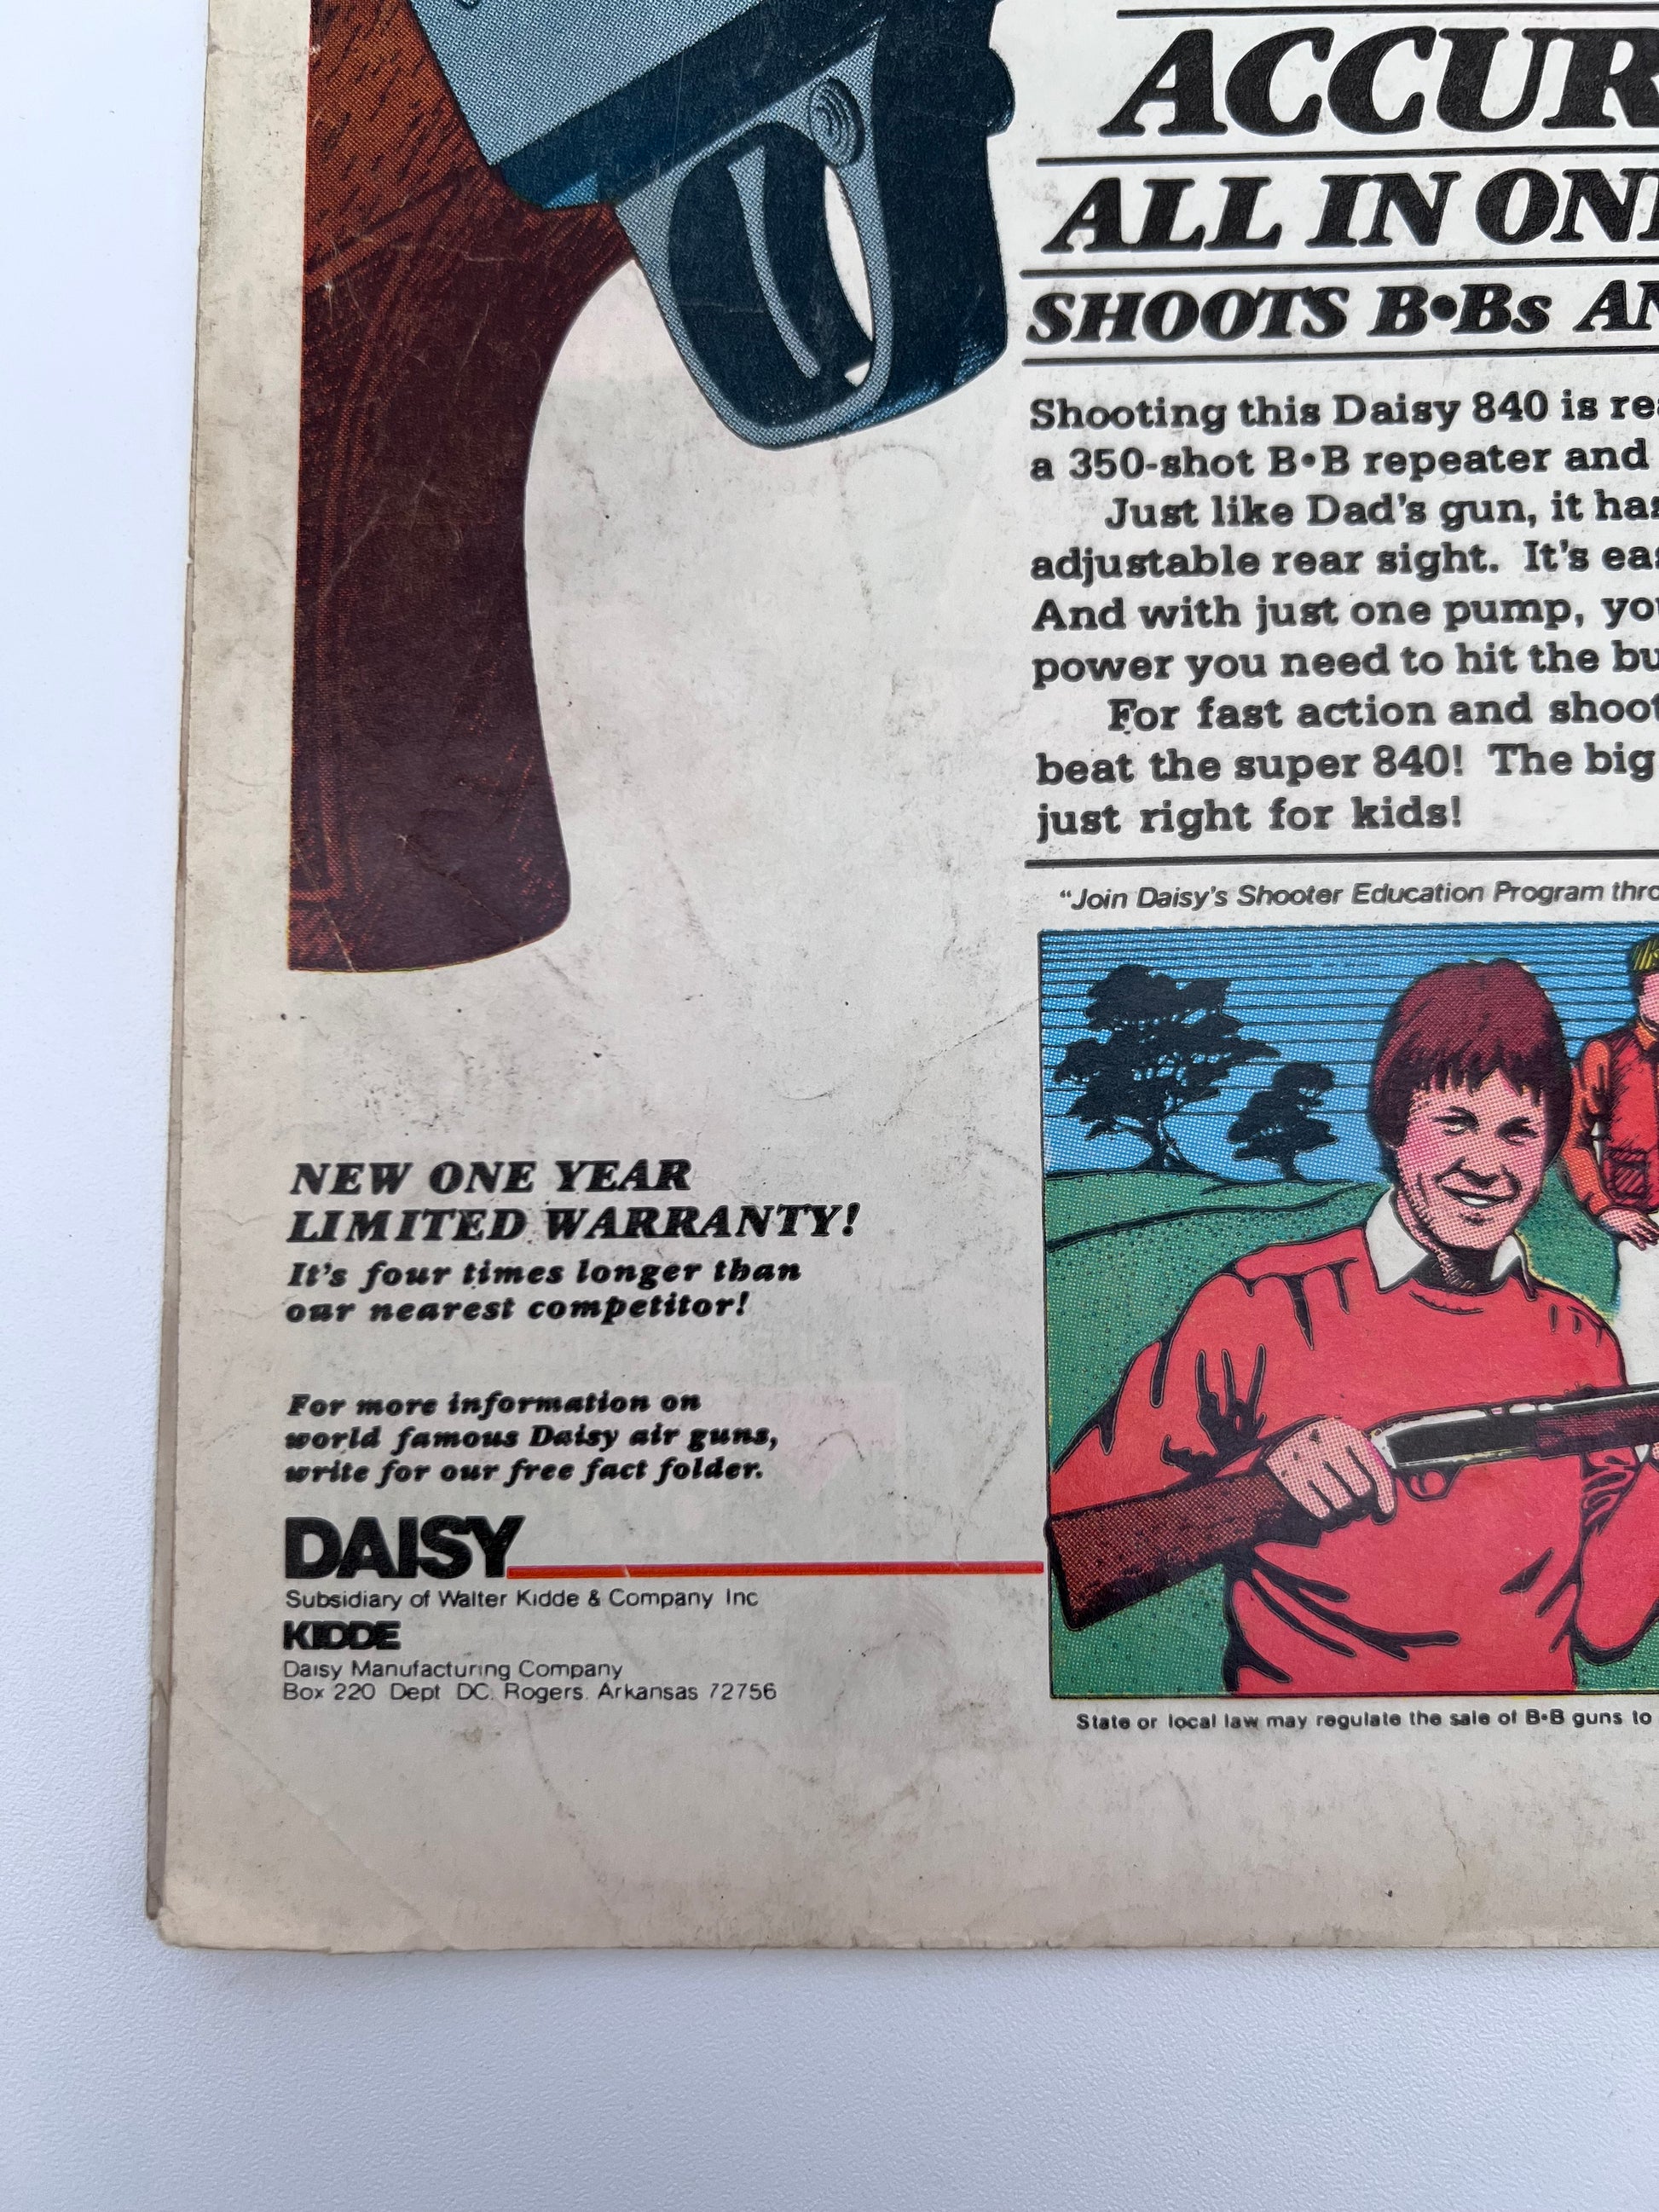 ACCUR
ALL IN ON
SHOOTS B•Bs AN
Shooting this Daisy 840 is re
a 350-shot B•B repeater and
Just like Dad's gun, it has
adjustable rear sight. It's eas
And with just one pump, you
power you need to hit the bu
For fast action and shoot
beat the super 840! The big
just right for kids!
"Join Daisy's Shooter Education Program thro
NEW ONE YEAR
LIMITED WARRANTY!
It's four times longer than
our nearest competitor!
For more information on
world famous Daisy air guns,
write for our free fact folder.
DAISY
Subsidiary of Walter Kidde & Company Inc
KIDDE
Daisy Manufacturing Company
Box 220 Dept DC, Rogers, Arkansas 72756
State or local law may regulate the sale of B•B guns to